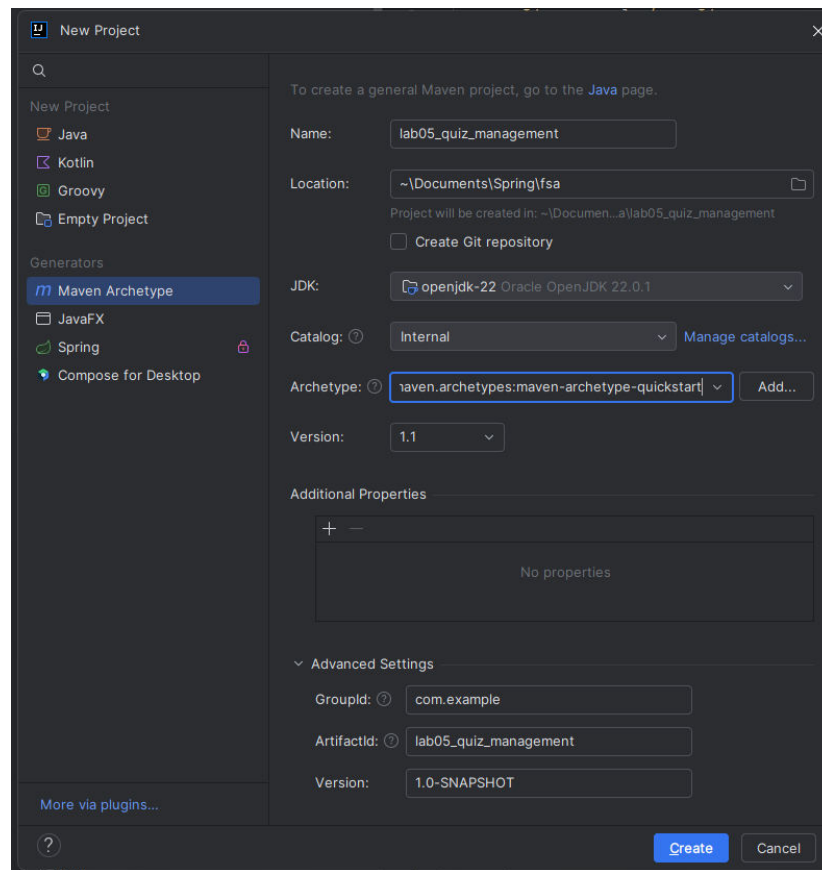 New Project
New Project
Java
Kotlin
Groovy
Empty Project
Generators
Maven Archetype
JavaFX
Spring
Compose for Desktop
More via plugins...
To create a general Maven project, go to the Java page.
Name: lab05_quiz_management
Location: ~\Documents\Spring\fsa
Project will be created in: ~\Documen...a\lab05_quiz_management
Create Git repository
JDK: openjdk-22 Oracle OpenJDK 22.0.1
Catalog: ? Internal Manage catalogs...
Archetype: ? naven.archetypes:maven-archetype-quickstart Add...
Version: 1.1
Additional Properties
No properties
Advanced Settings
GroupId: ? com.example
ArtifactId: ? lab05_quiz_management
Version: 1.0-SNAPSHOT
? Create Cancel